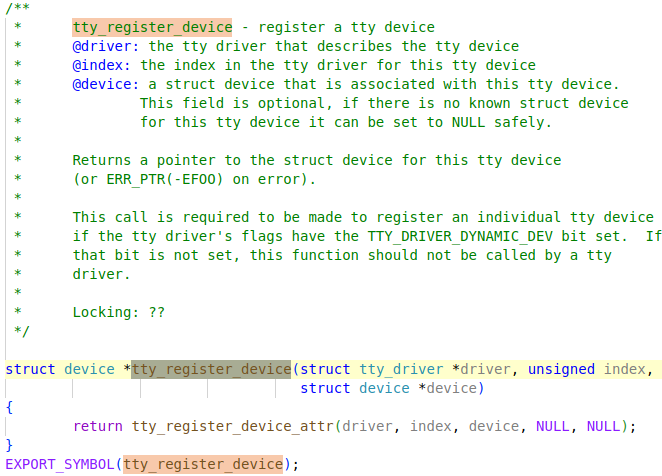 /**
 *	tty_register_device - register a tty device
 *	@driver: the tty driver that describes the tty device
 *	@index: the index in the tty driver for this tty device
 *	@device: a struct device that is associated with this tty device.
 *		This field is optional, if there is no known struct device
 *		for this tty device it can be set to NULL safely.
 *
 *	Returns a pointer to the struct device for this tty device
 *	(or ERR_PTR(-EFOO) on error).
 *
 *	This call is required to be made to register an individual tty device
 *	if the tty driver's flags have the TTY_DRIVER_DYNAMIC_DEV bit set.  If
 *	that bit is not set, this function should not be called by a tty
 *	driver.
 *
 *	Locking: ??
 */
struct device *tty_register_device(struct tty_driver *driver, unsigned index,
				   struct device *device)
{
	return tty_register_device_attr(driver, index, device, NULL, NULL);
}
EXPORT_SYMBOL(tty_register_device);